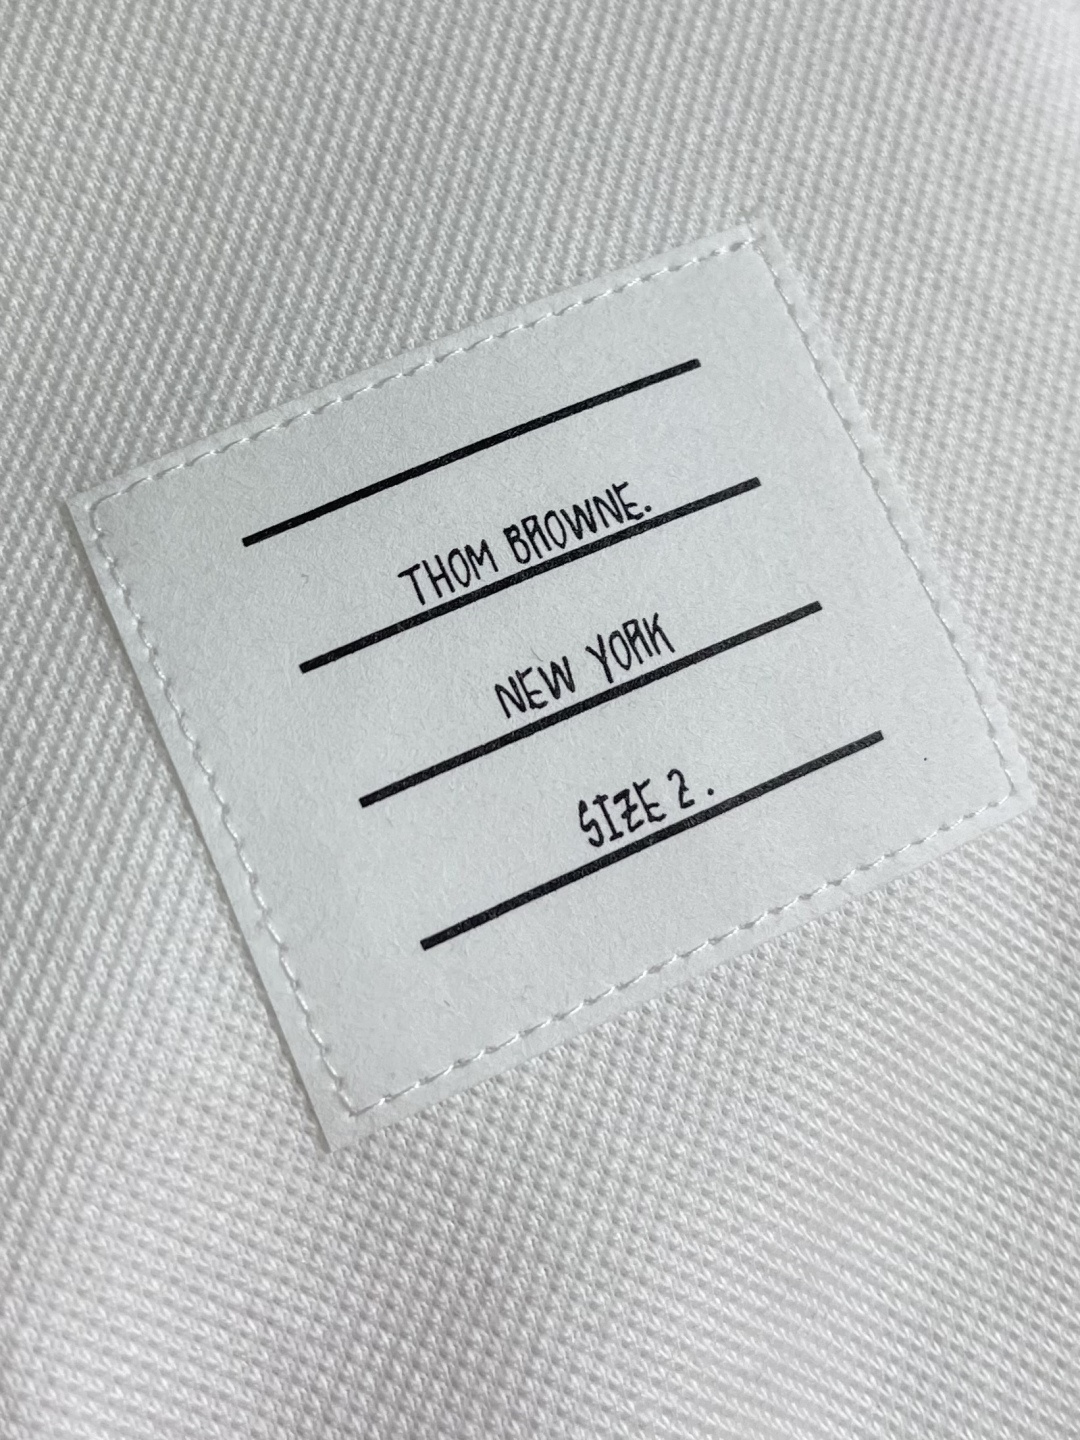 THOM BROWNE.
NEW YORK
SIZE 2.